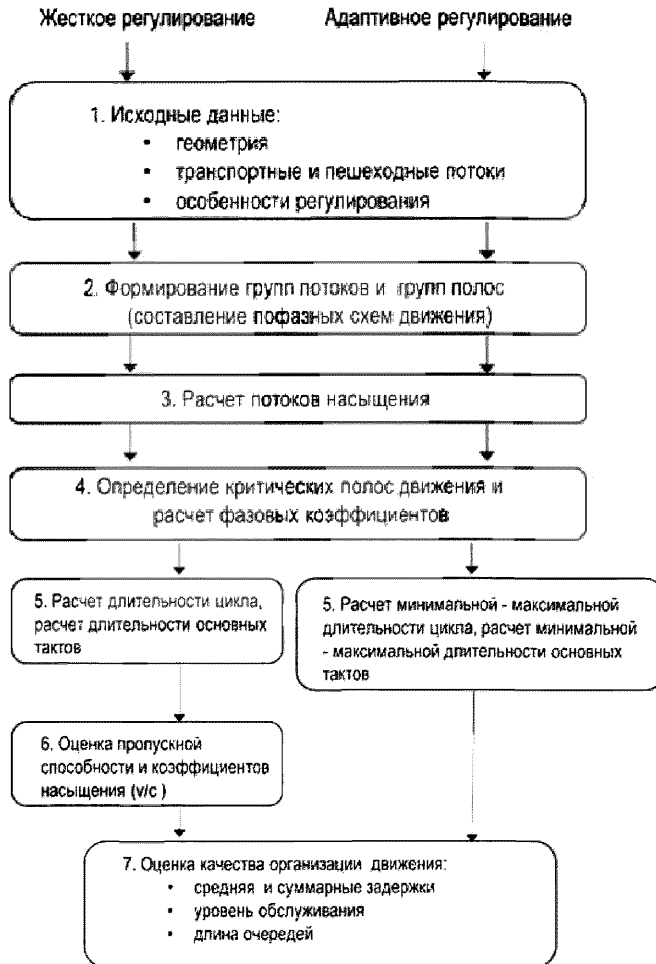 Жесткое регулирование
Адаптивное регулирование
1. Исходные данные:
• геометрия
• транспортные и пешеходные потоки
• особенности регулирования
2. Формирование групп потоков и групп полос
(составление пофазных схем движения)
3. Расчет потоков насыщения
4. Определение критических полос движения и
расчет фазовых коэффициентов
5. Расчет длительности цикла,
расчет длительности основных
тактов
5. Расчет минимальной - максимальной
длительности цикла, расчет минимальной
- максимальной длительности основных
тактов
6. Оценка пропускной
способности и коэффициентов
насыщения (v/c )
7. Оценка качества организации движения:
• средняя и суммарные задержки
• уровень обслуживания
• длина очередей